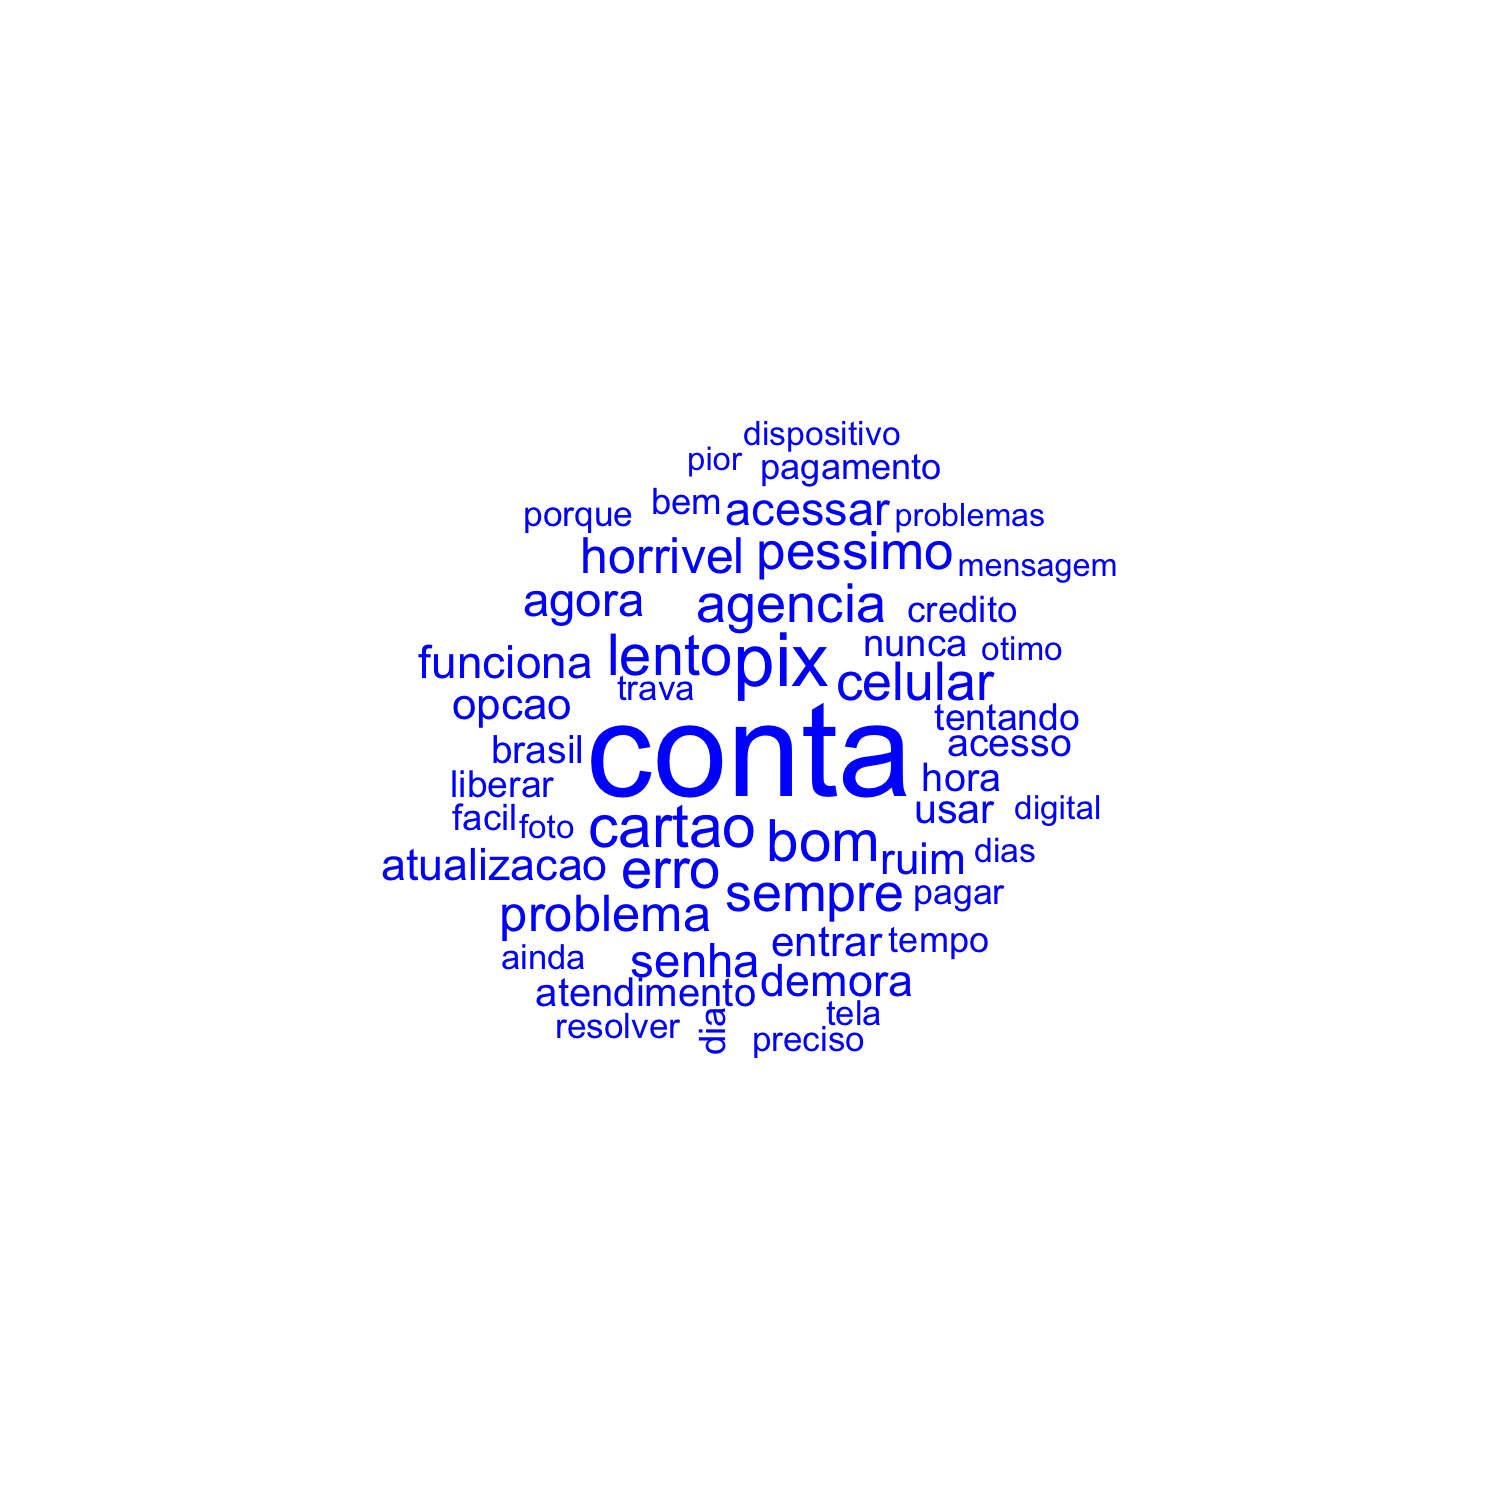 dispositivo
pior pagamento
porque bem acessar problemas
horrivel pessimo mensagem
agora agencia credito
funciona lento pix nunca otimo
opcao trava celular tentando
brasil conta acesso
liberar hora
facil foto cartao bom usar digital
atualizacao erro ruim dias
problema sempre pagar
ainda senha entrar tempo
atendimento demora
resolver dia preciso tela